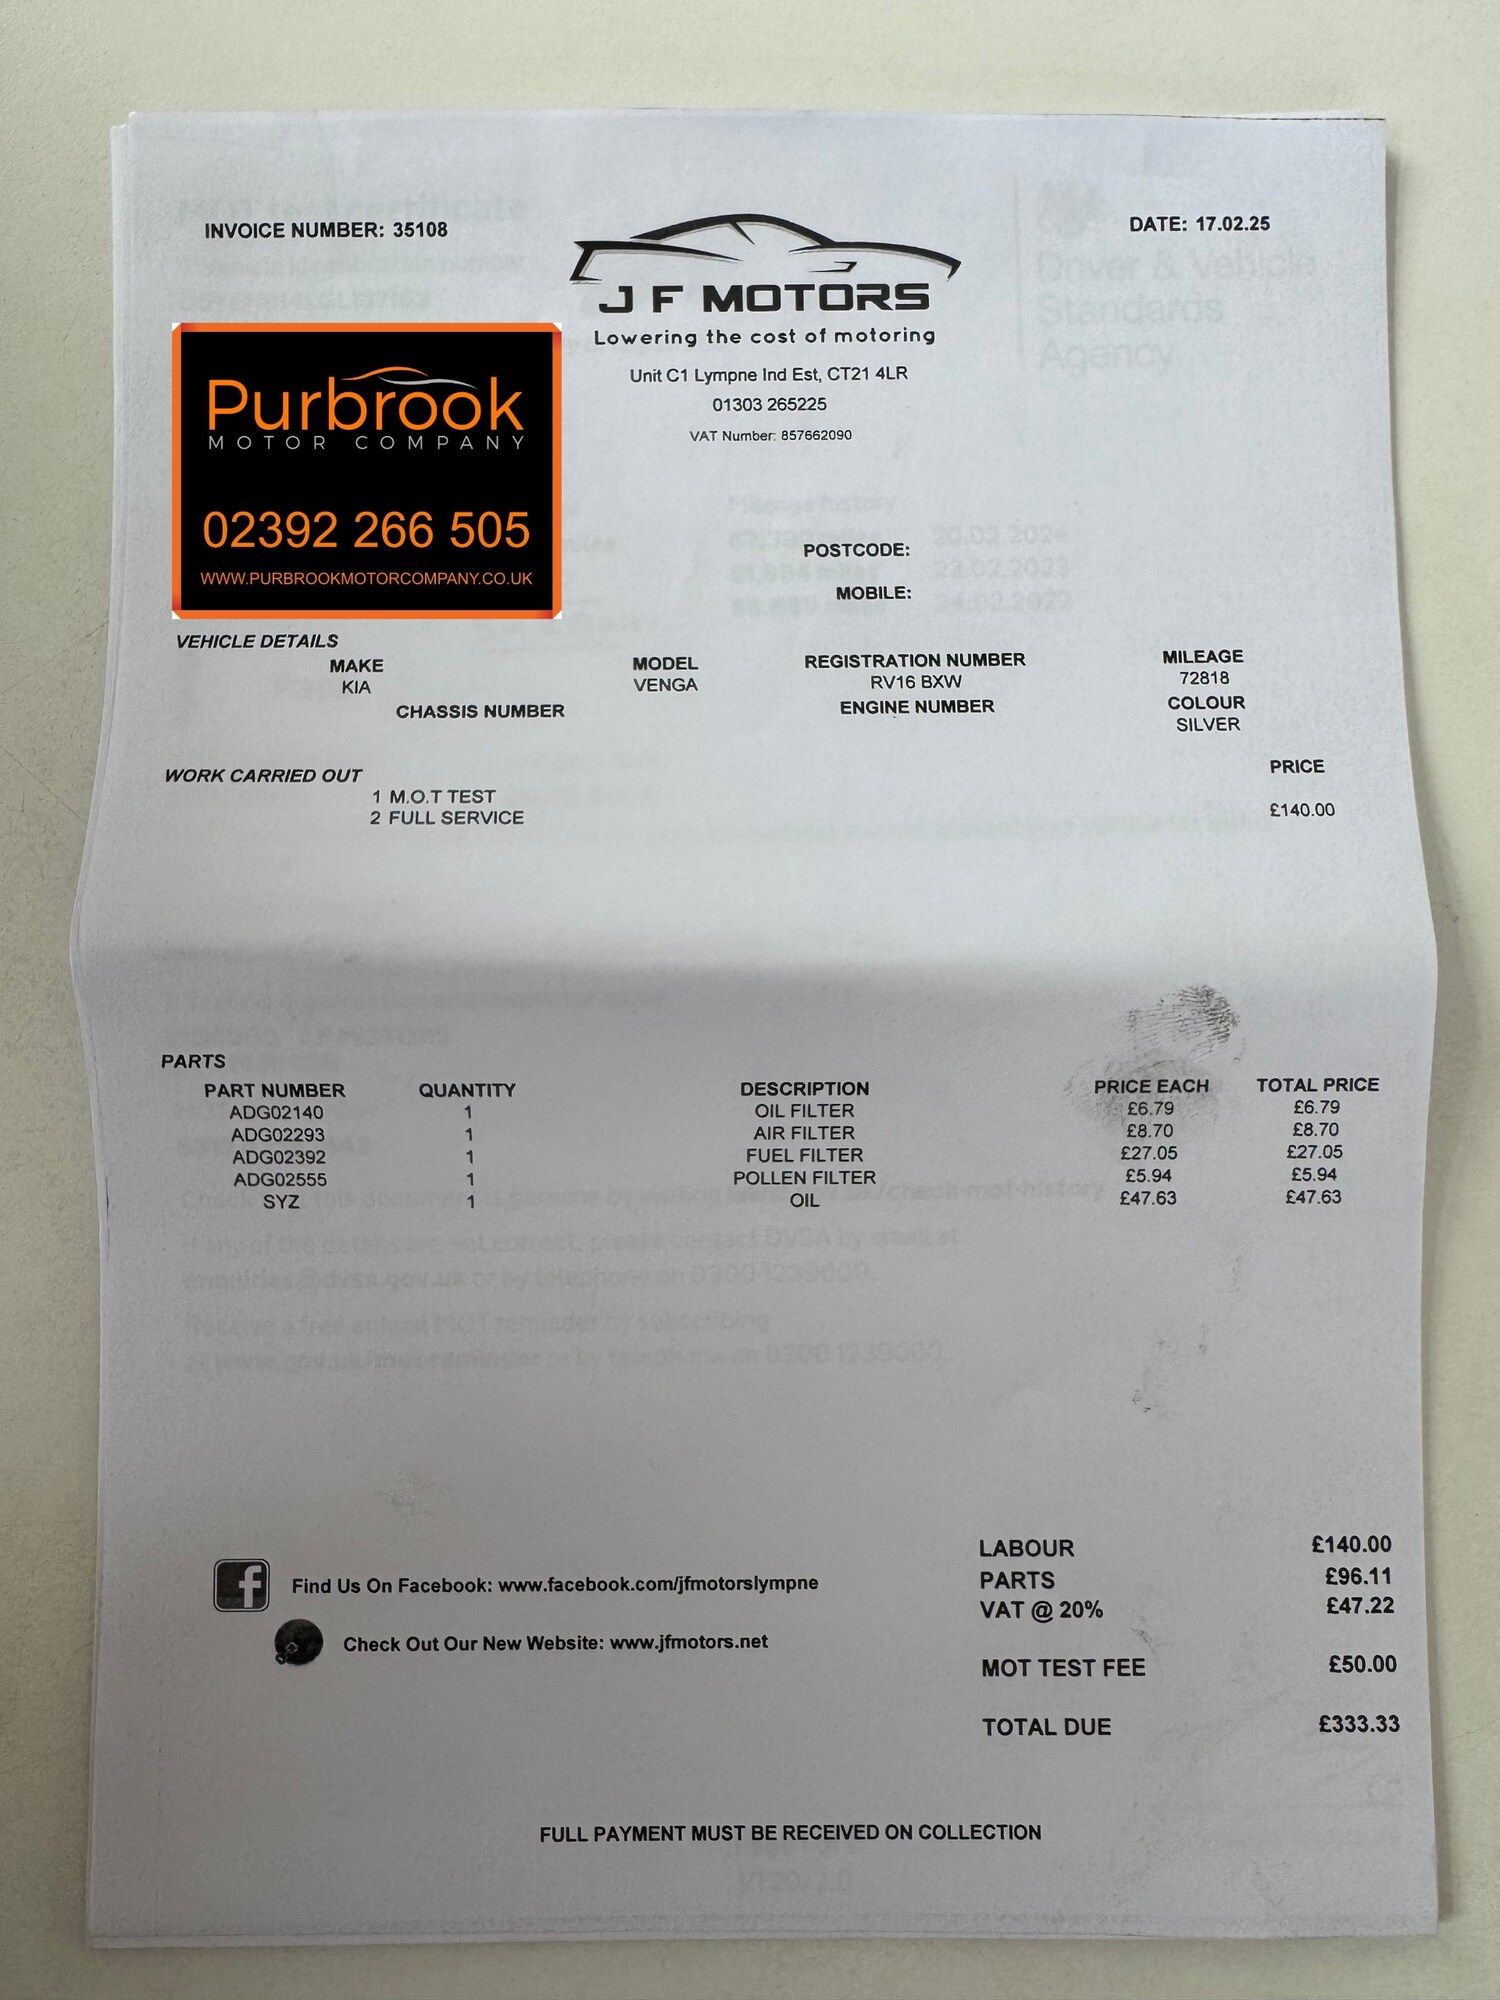 INVOICE NUMBER: 35108
DATE: 17.02.25
J F MOTORS
Lowering the cost of motoring
Unit C1 Lympne Ind Est, CT21 4LR
01303 265225
VAT Number: 857662090
Purbrook
MOTOR COMPANY
02392 266 505
WWW.PURBROOKMOTORCOMPANY.CO.UK
POSTCODE:
MOBILE:
VEHICLE DETAILS
MAKE MODEL REGISTRATION NUMBER MILEAGE
KIA VENGA RV16 BXW 72818
CHASSIS NUMBER ENGINE NUMBER COLOUR
SILVER
WORK CARRIED OUT PRICE
1 M.O.T TEST
2 FULL SERVICE £140.00
PARTS
PART NUMBER QUANTITY DESCRIPTION PRICE EACH TOTAL PRICE
ADG02140 1 OIL FILTER £6.79 £6.79
ADG02293 1 AIR FILTER £8.70 £8.70
ADG02392 1 FUEL FILTER £27.05 £27.05
ADG02555 1 POLLEN FILTER £5.94 £5.94
SYZ 1 OIL £47.63 £47.63
LABOUR £140.00
Find Us On Facebook: www.facebook.com/jfmotorslympne
PARTS £96.11
VAT @ 20% £47.22
Check Out Our New Website: www.jfmotors.net
MOT TEST FEE £50.00
TOTAL DUE £333.33
FULL PAYMENT MUST BE RECEIVED ON COLLECTION